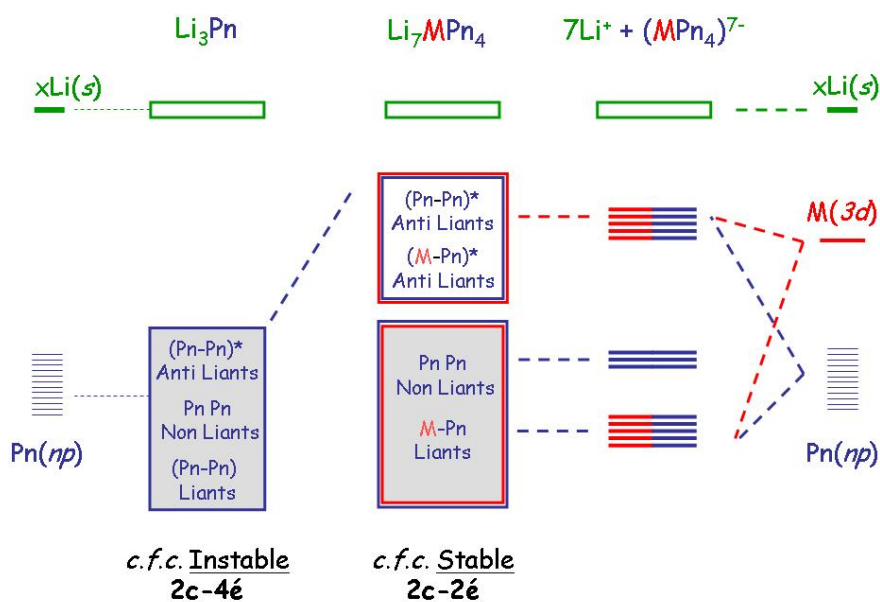 Li₃Pn
Li₇MPn₄
7Li⁺ + (MPn₄)⁷⁻
xLi(s)
xLi(s)
(Pn-Pn)*
Anti Liants
(M-Pn)*
Anti Liants
M(3d)
(Pn-Pn)*
Anti Liants
Pn Pn
Non Liants
(Pn-Pn)
Liants
Pn Pn
Non Liants
M-Pn
Liants
Pn(np)
Pn(np)
c.f.c. Instable
2c-4é
c.f.c. Stable
2c-2é